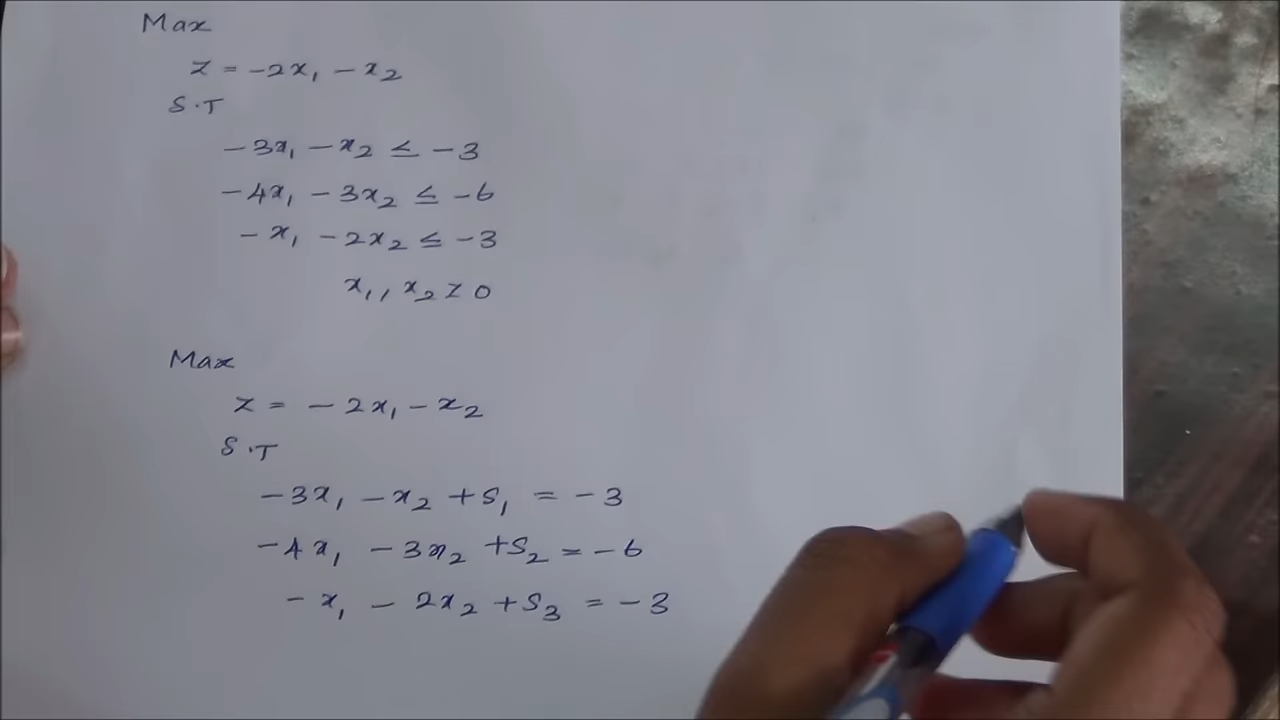 Max
Z = -2x₁ - x₂
S.T
-3x₁ - x₂ ≤ -3
-4x₁ - 3x₂ ≤ -6
-x₁ - 2x₂ ≤ -3
x₁, x₂ ≥ 0
Max
Z = -2x₁ - x₂
S.T
-3x₁ - x₂ + S₁ = -3
-4x₁ - 3x₂ + S₂ = -6
-x₁ - 2x₂ + S₃ = -3